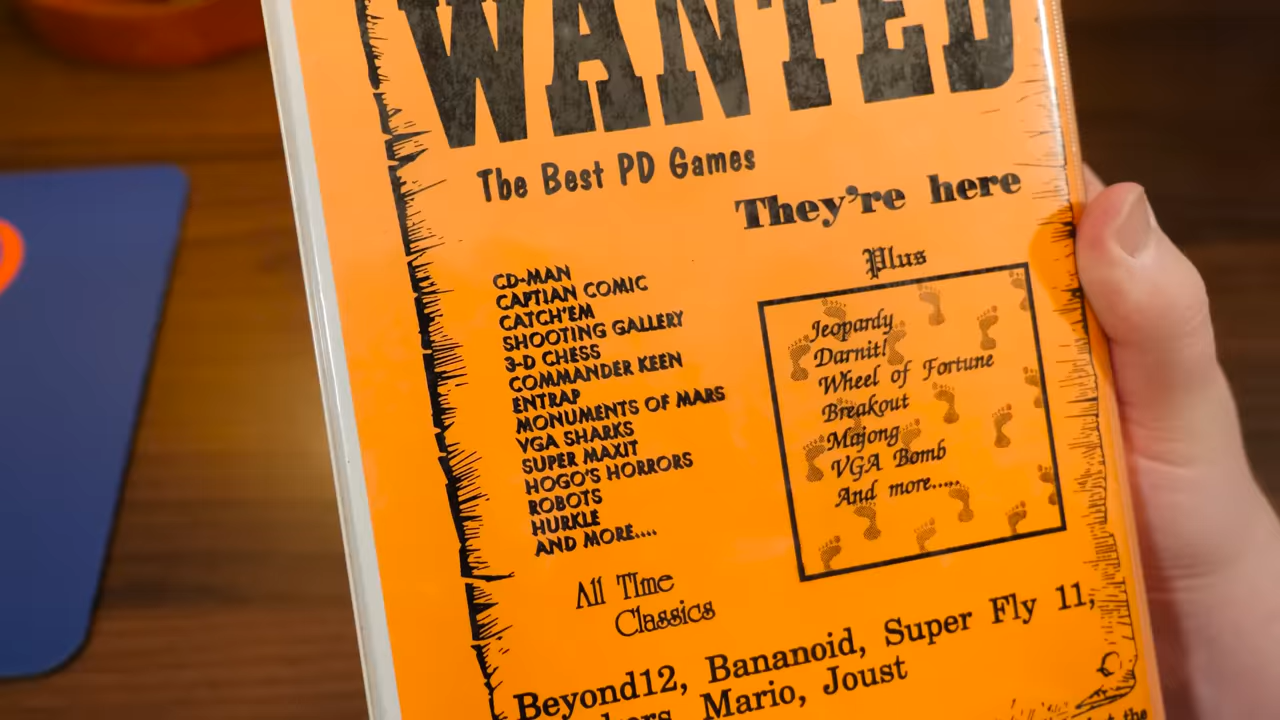 WANTED
The Best PD Games
They're here
CD-MAN
CAPTIAN COMIC
CATCH'EM
SHOOTING GALLERY
3-D CHESS
COMMANDER KEEN
ENTRAP
MONUMENTS OF MARS
VGA SHARKS
SUPER MAXIT
HOGO'S HORRORS
ROBOTS
HURKLE
AND MORE....
Plus
Jeopardy
Darnit!
Wheel of Fortune
Breakout
Majong
VGA Bomb
And more.....
All TIme
Classics
Beyond12, Bananoid, Super Fly 11,
Mario, Joust
the